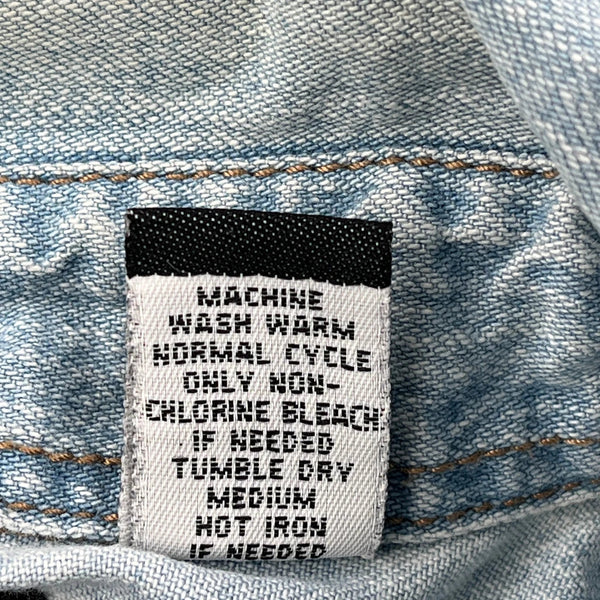 MACHINE
WASH WARM
NORMAL CYCLE
ONLY NON-
CHLORINE BLEACH
IF NEEDED
TUMBLE DRY
MEDIUM
HOT IRON
IF NEEDED